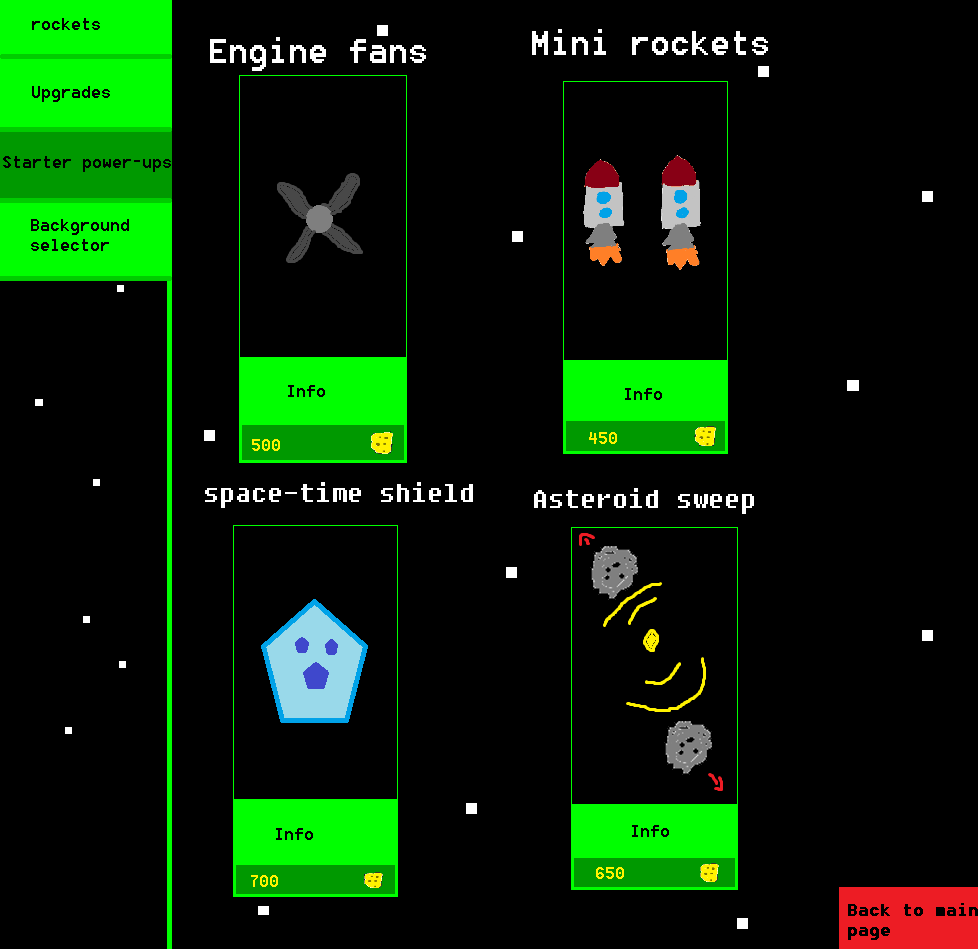 rockets
Upgrades
Starter power-ups
Background
selector
Engine fans
Mini rockets
Info
500
Info
450
space-time shield
Asteroid sweep
Info
700
Info
650
Back to main
page